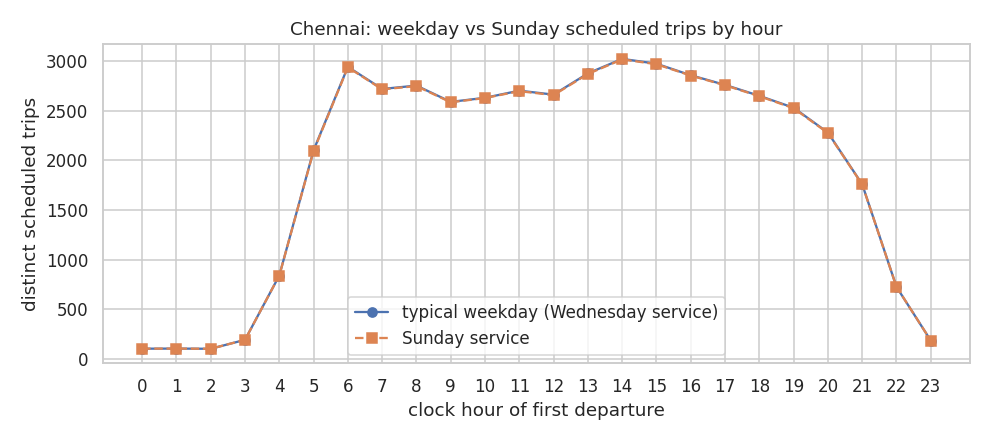 Chennai: weekday vs Sunday scheduled trips by hour
distinct scheduled trips
3000
2500
2000
1500
1000
500
0
typical weekday (Wednesday service)
Sunday service
0 1 2 3 4 5 6 7 8 9 10 11 12 13 14 15 16 17 18 19 20 21 22 23
clock hour of first departure